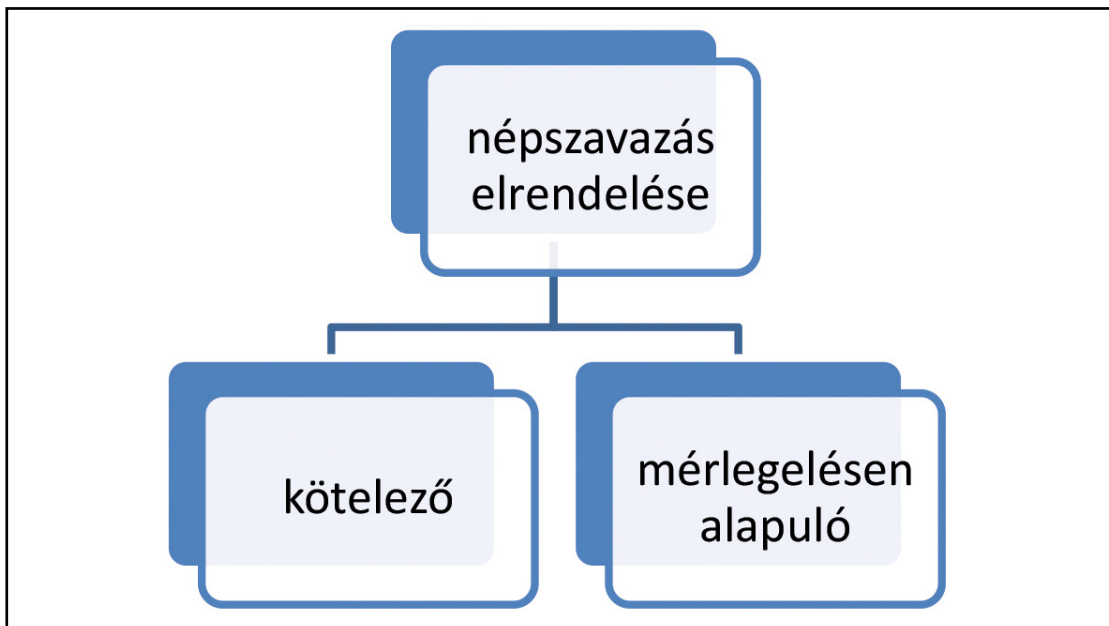 népszavazás
elrendelése
kötelező
mérlegelésen
alapuló